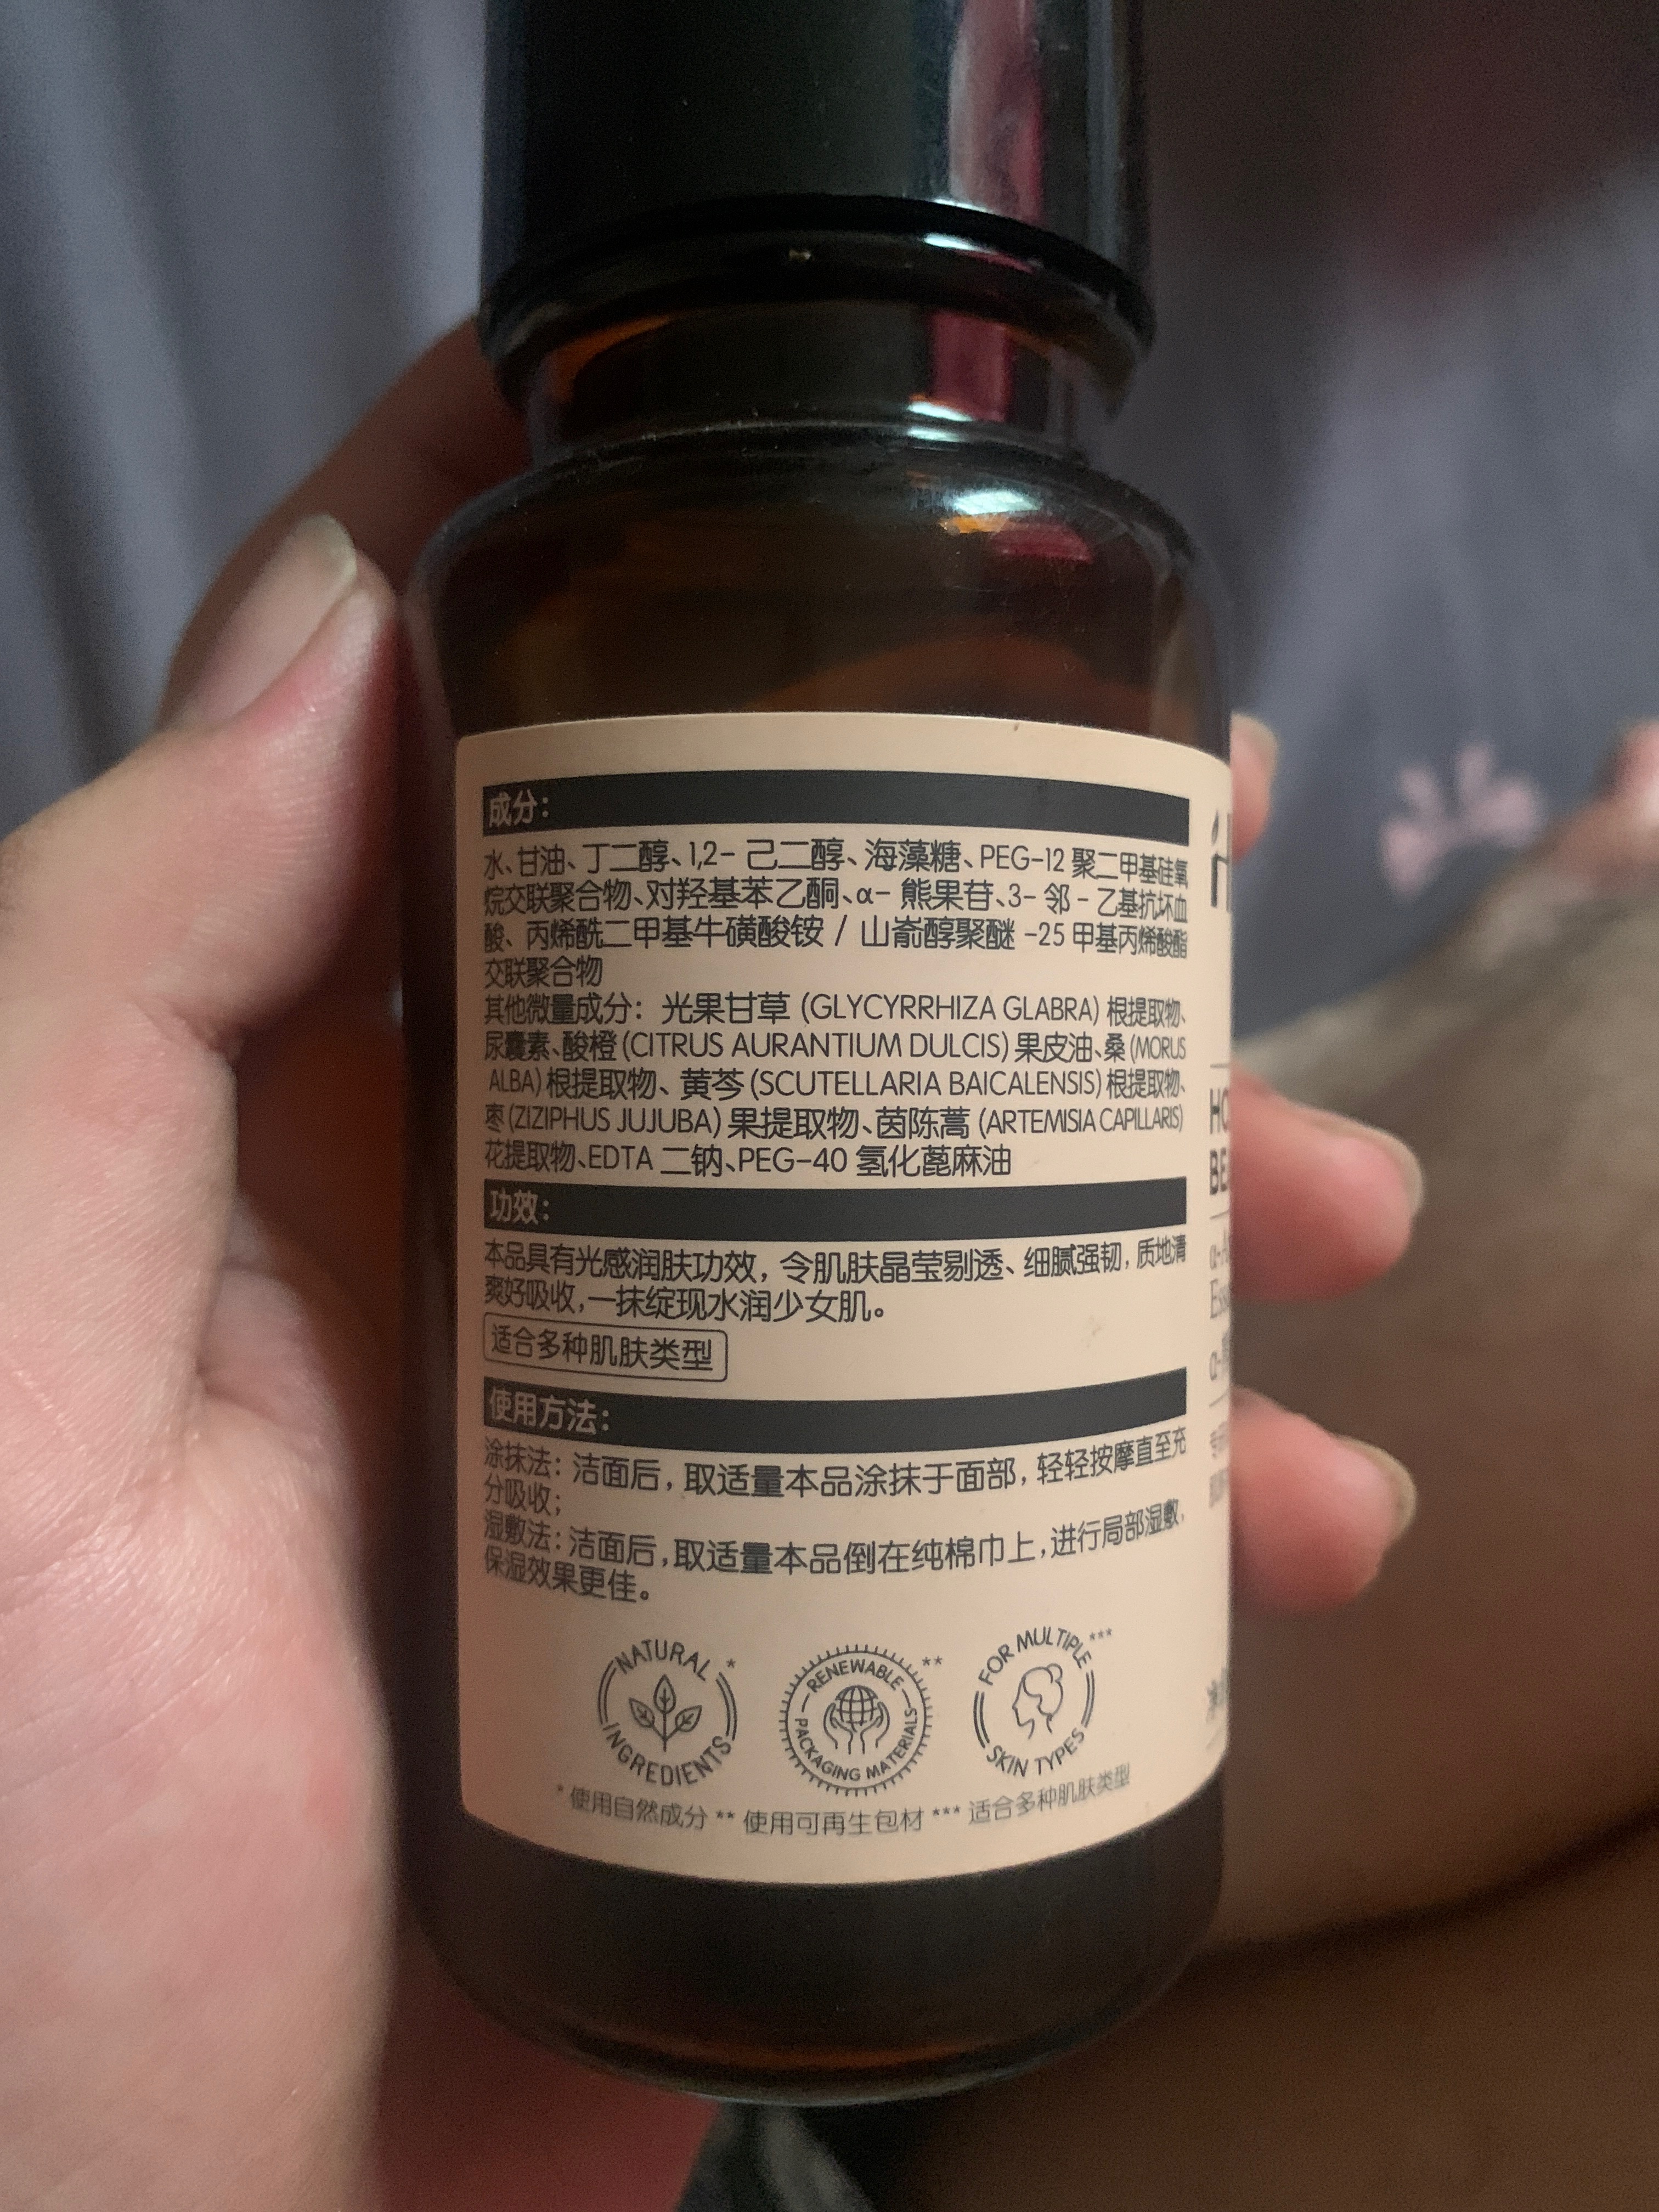 成分：
水、甘油、丁二醇、1,2- 己二醇、海藻糖、PEG-12 聚二甲基硅氧
烷交联聚合物、对羟基苯乙酮、α- 熊果苷、3- 邻 - 乙基抗坏血
酸、丙烯酰二甲基牛磺酸铵 / 山嵛醇聚醚 -25 甲基丙烯酸酯
交联聚合物
其他微量成分：光果甘草 (GLYCYRRHIZA GLABRA) 根提取物、
尿囊素、酸橙 (CITRUS AURANTIUM DULCIS) 果皮油、桑 (MORUS
ALBA) 根提取物、黄芩 (SCUTELLARIA BAICALENSIS) 根提取物、
枣 (ZIZIPHUS JUJUBA) 果提取物、茵陈蒿 (ARTEMISIA CAPILLARIS)
花提取物、EDTA 二钠、PEG-40 氢化蓖麻油
功效：
本品具有光感润肤功效，令肌肤晶莹剔透、细腻强韧，质地清
爽好吸收，一抹绽现水润少女肌。
适合多种肌肤类型
使用方法：
涂抹法：洁面后，取适量本品涂抹于面部，轻轻按摩直至充
分吸收；
湿敷法：洁面后，取适量本品倒在纯棉巾上，进行局部湿敷，
保湿效果更佳。
NATURAL INGREDIENTS *
RENEWABLE PACKAGING MATERIALS **
FOR MULTIPLE SKIN TYPES ***
* 使用自然成分 ** 使用可再生包材 *** 适合多种肌肤类型
HO
BE